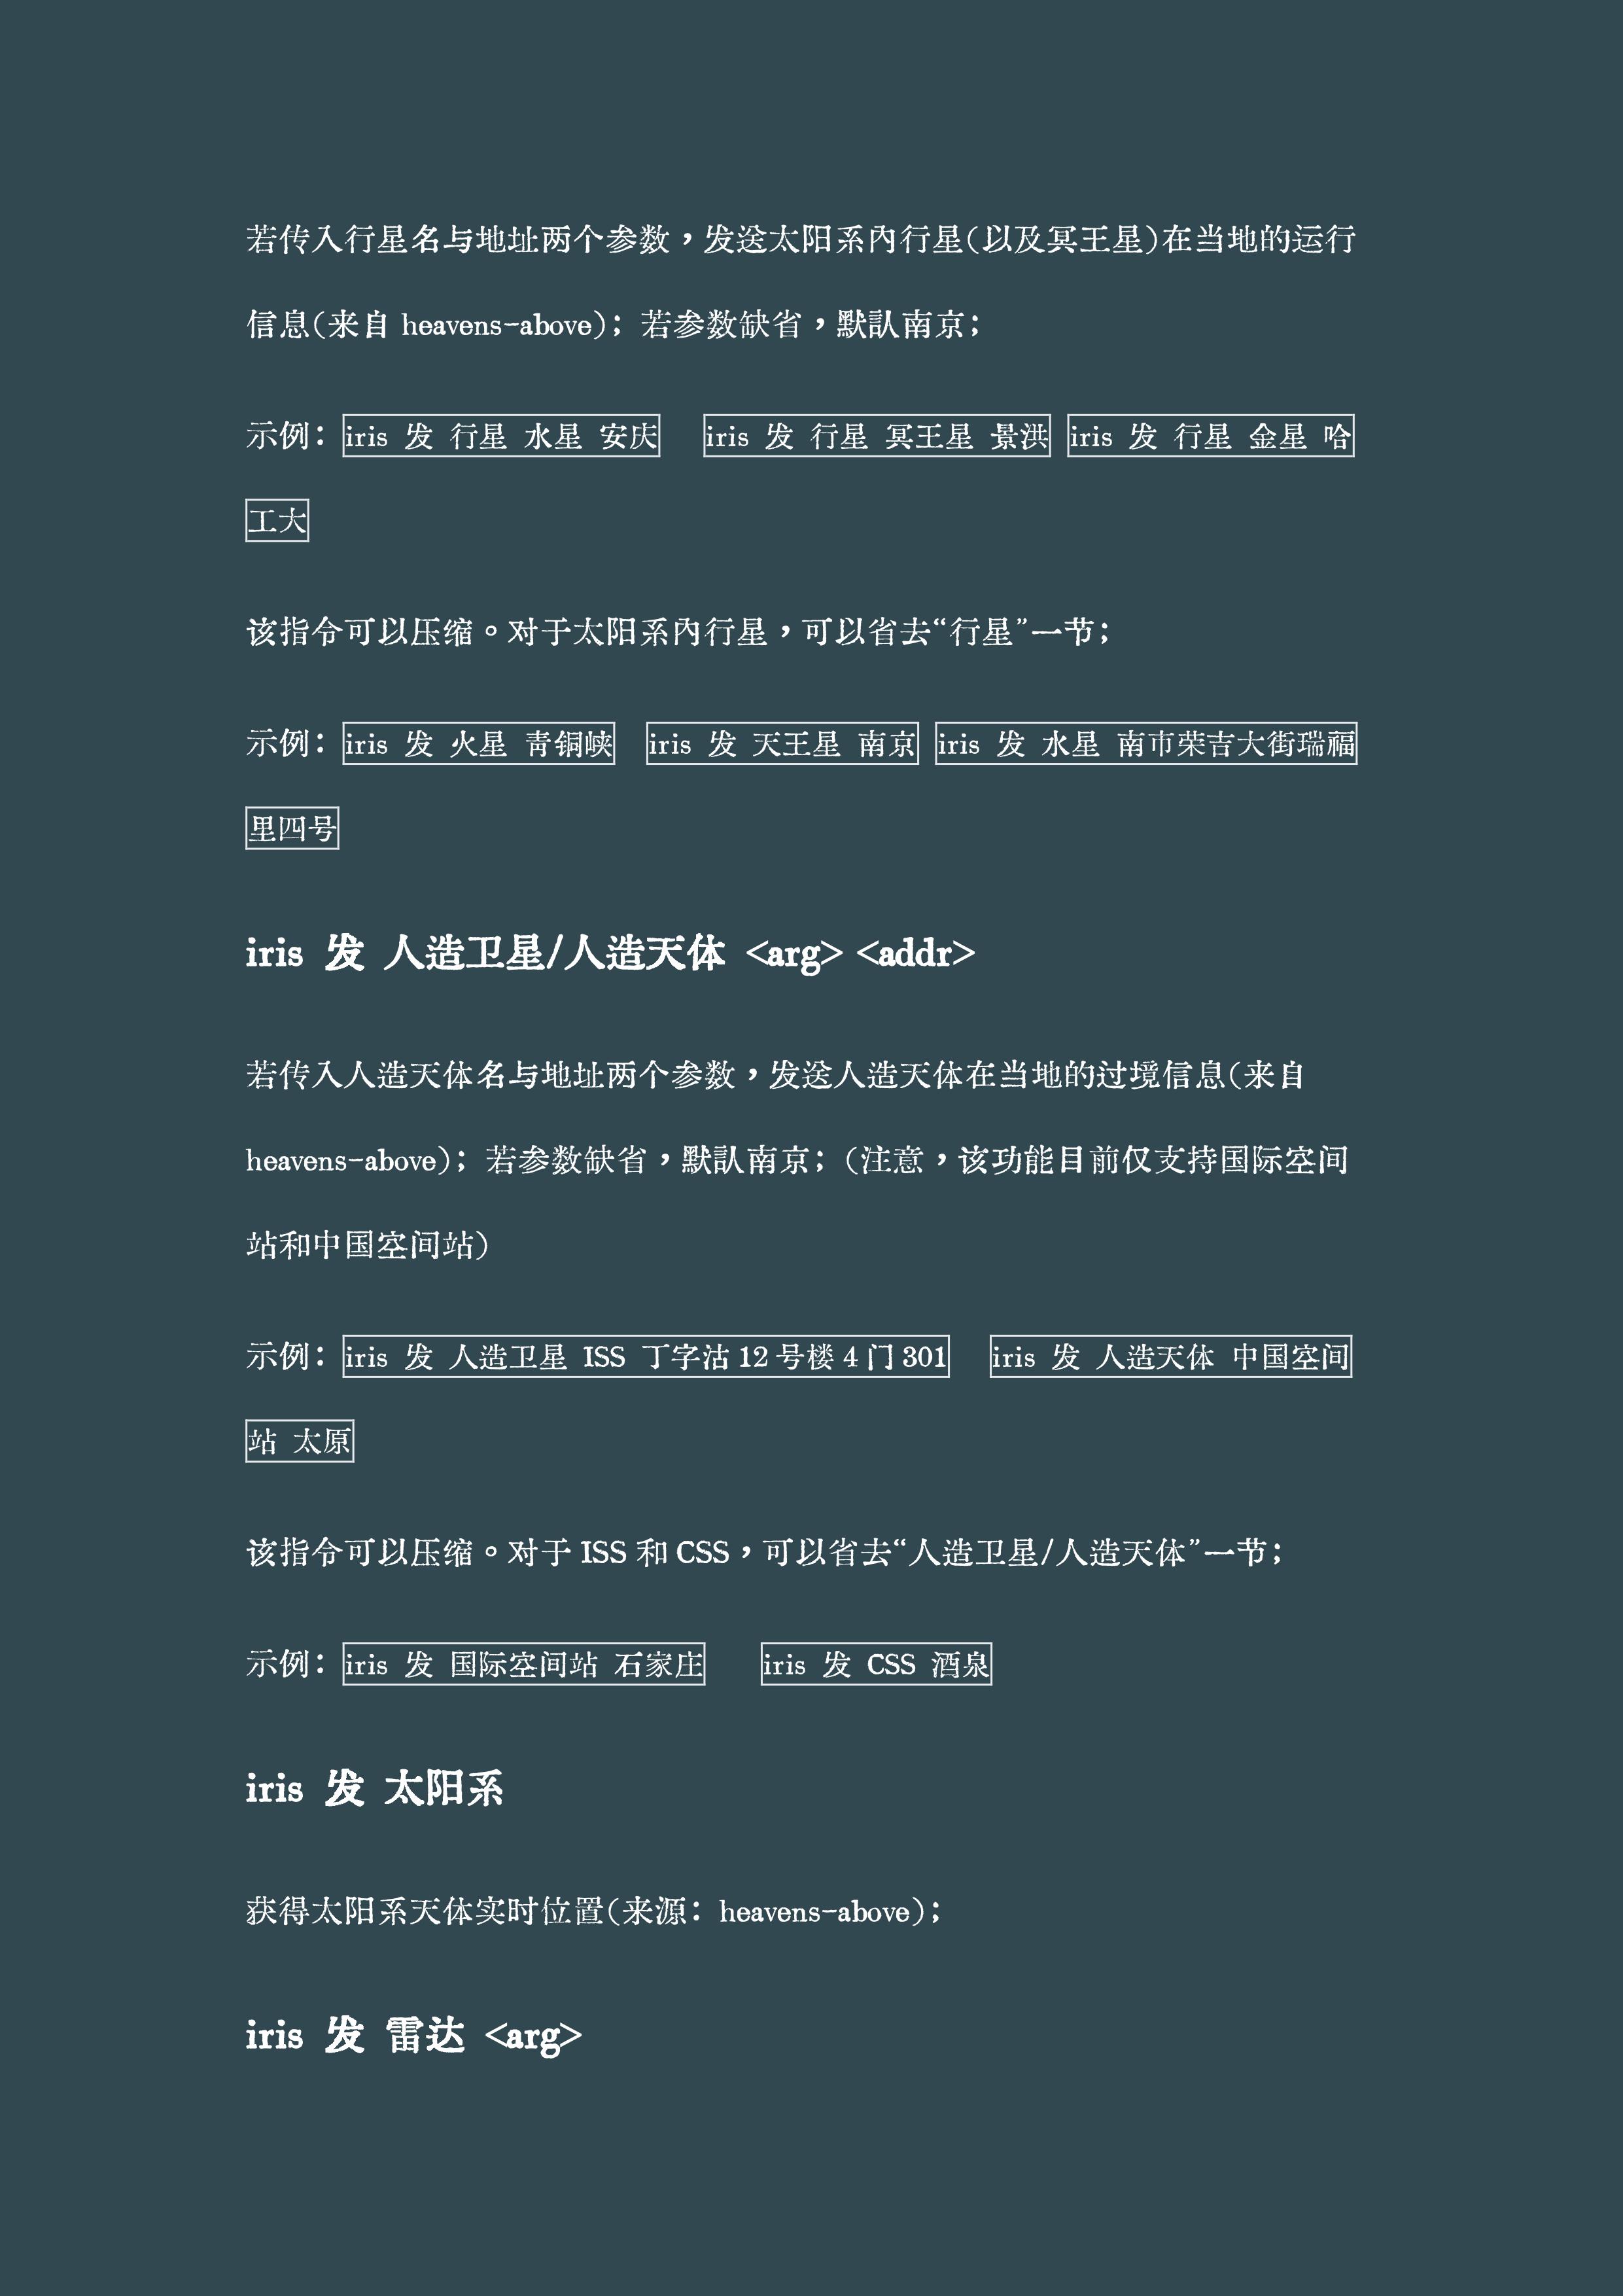 若传入行星名与地址两个参数，发送太阳系内行星(以及冥王星)在当地的运行
信息(来自 heavens-above)；若参数缺省，默认南京；
示例：iris 发 行星 水星 安庆 iris 发 行星 冥王星 景洪 iris 发 行星 金星 哈
工大
该指令可以压缩。对于太阳系内行星，可以省去“行星”一节；
示例：iris 发 火星 青铜峡 iris 发 天王星 南京 iris 发 水星 南市荣吉大街瑞福
里四号
iris 发 人造卫星/人造天体 <arg> <addr>
若传入人造天体名与地址两个参数，发送人造天体在当地的过境信息(来自
heavens-above)；若参数缺省，默认南京；(注意，该功能目前仅支持国际空间
站和中国空间站)
示例：iris 发 人造卫星 ISS 丁字沽 12 号楼 4 门 301 iris 发 人造天体 中国空间
站 太原
该指令可以压缩。对于 ISS 和 CSS，可以省去“人造卫星/人造天体”一节；
示例：iris 发 国际空间站 石家庄 iris 发 CSS 酒泉
iris 发 太阳系
获得太阳系天体实时位置(来源：heavens-above)；
iris 发 雷达 <arg>